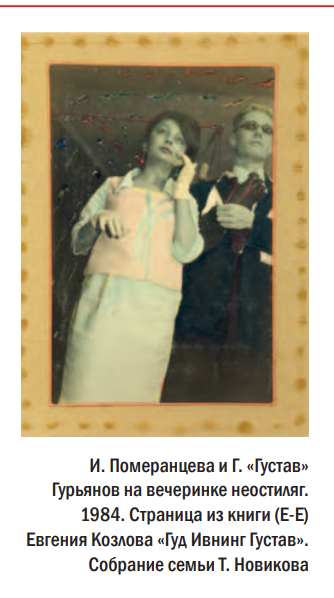 И. Померанцева и Г. «Густав»
Гурьянов на вечеринке неостиляг.
1984. Страница из книги (Е-Е)
Евгения Козлова «Гуд Ивнинг Густав».
Собрание семьи Т. Новикова